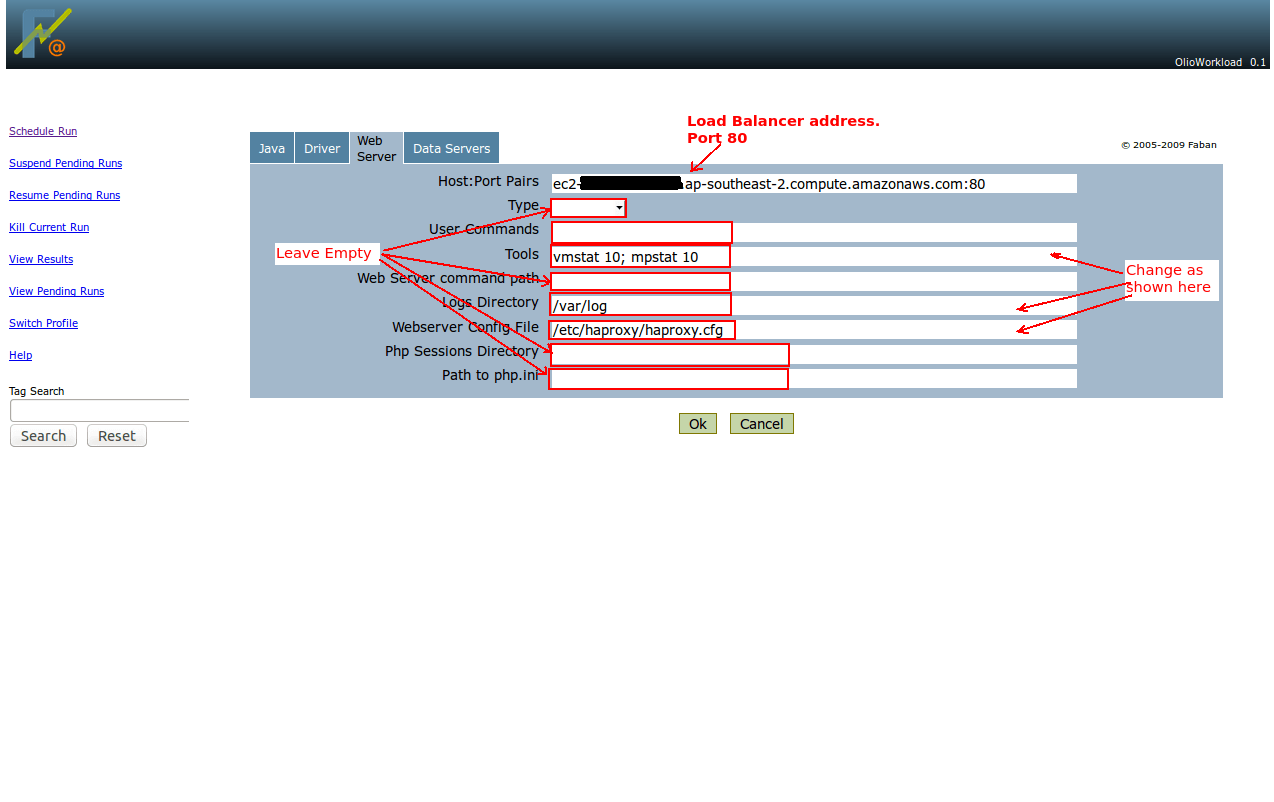 F@
OlioWorkload 0.1
Schedule Run
Suspend Pending Runs
Resume Pending Runs
Kill Current Run
View Results
View Pending Runs
Switch Profile
Help
Tag Search
Search Reset
Load Balancer address.
Port 80
Java Driver Web Server Data Servers
© 2005-2009 Faban
Host:Port Pairs ec2- ap-southeast-2.compute.amazonaws.com:80
Type
User Commands
Leave Empty
Tools vmstat 10; mpstat 10
Change as
shown here
Web Server command path
Logs Directory /var/log
Webserver Config File /etc/haproxy/haproxy.cfg
Php Sessions Directory
Path to php.ini
Ok Cancel